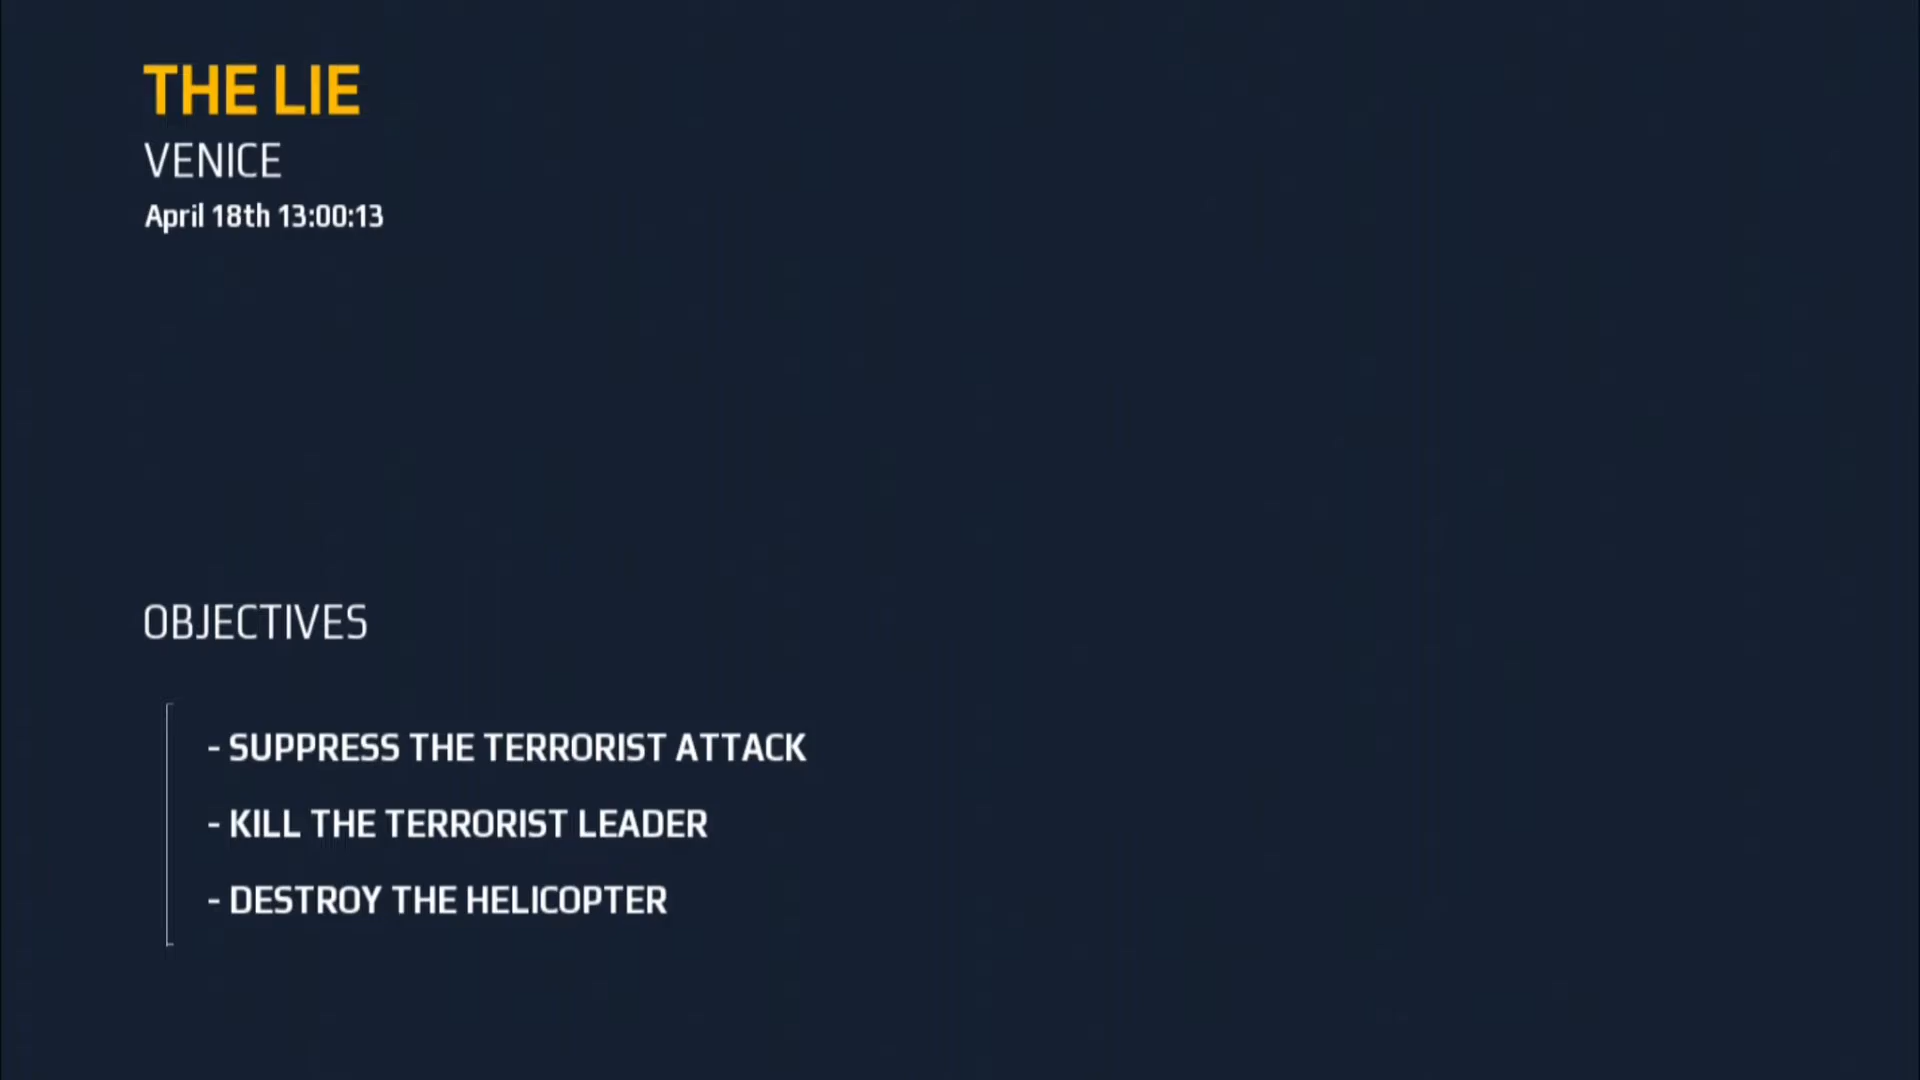 THE LIE
VENICE
April 18th 13:00:13
OBJECTIVES
- SUPPRESS THE TERRORIST ATTACK
- KILL THE TERRORIST LEADER
- DESTROY THE HELICOPTER